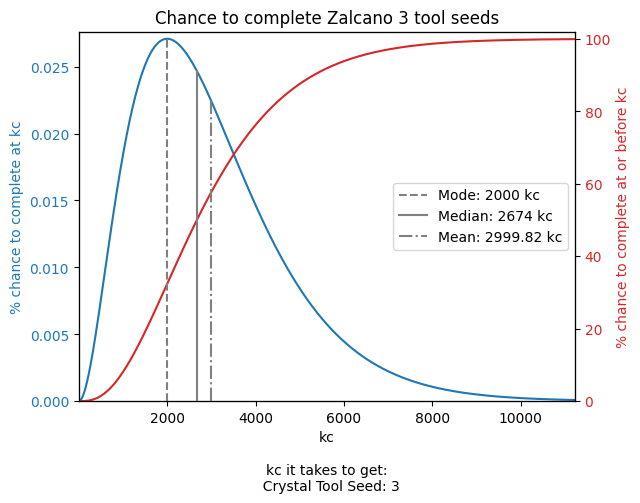 Chance to complete Zalcano 3 tool seeds
% chance to complete at kc
0.025
0.020
0.015
0.010
0.005
0.000
100
80
60
40
20
0
% chance to complete at or before kc
Mode: 2000 kc
Median: 2674 kc
Mean: 2999.82 kc
2000 4000 6000 8000 10000
kc
kc it takes to get:
Crystal Tool Seed: 3